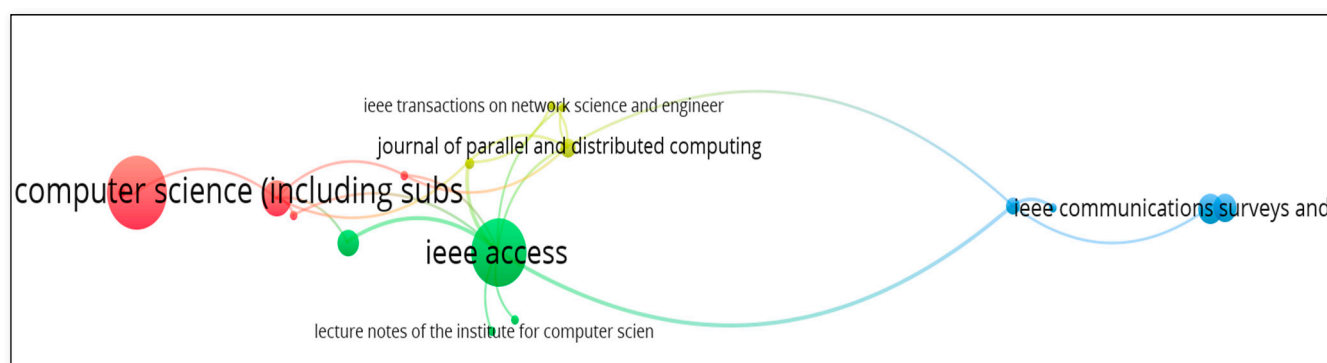 ieee transactions on network science and engineer
journal of parallel and distributed computing
computer science (including subs
ieee communications surveys and
ieee access
lecture notes of the institute for computer scien